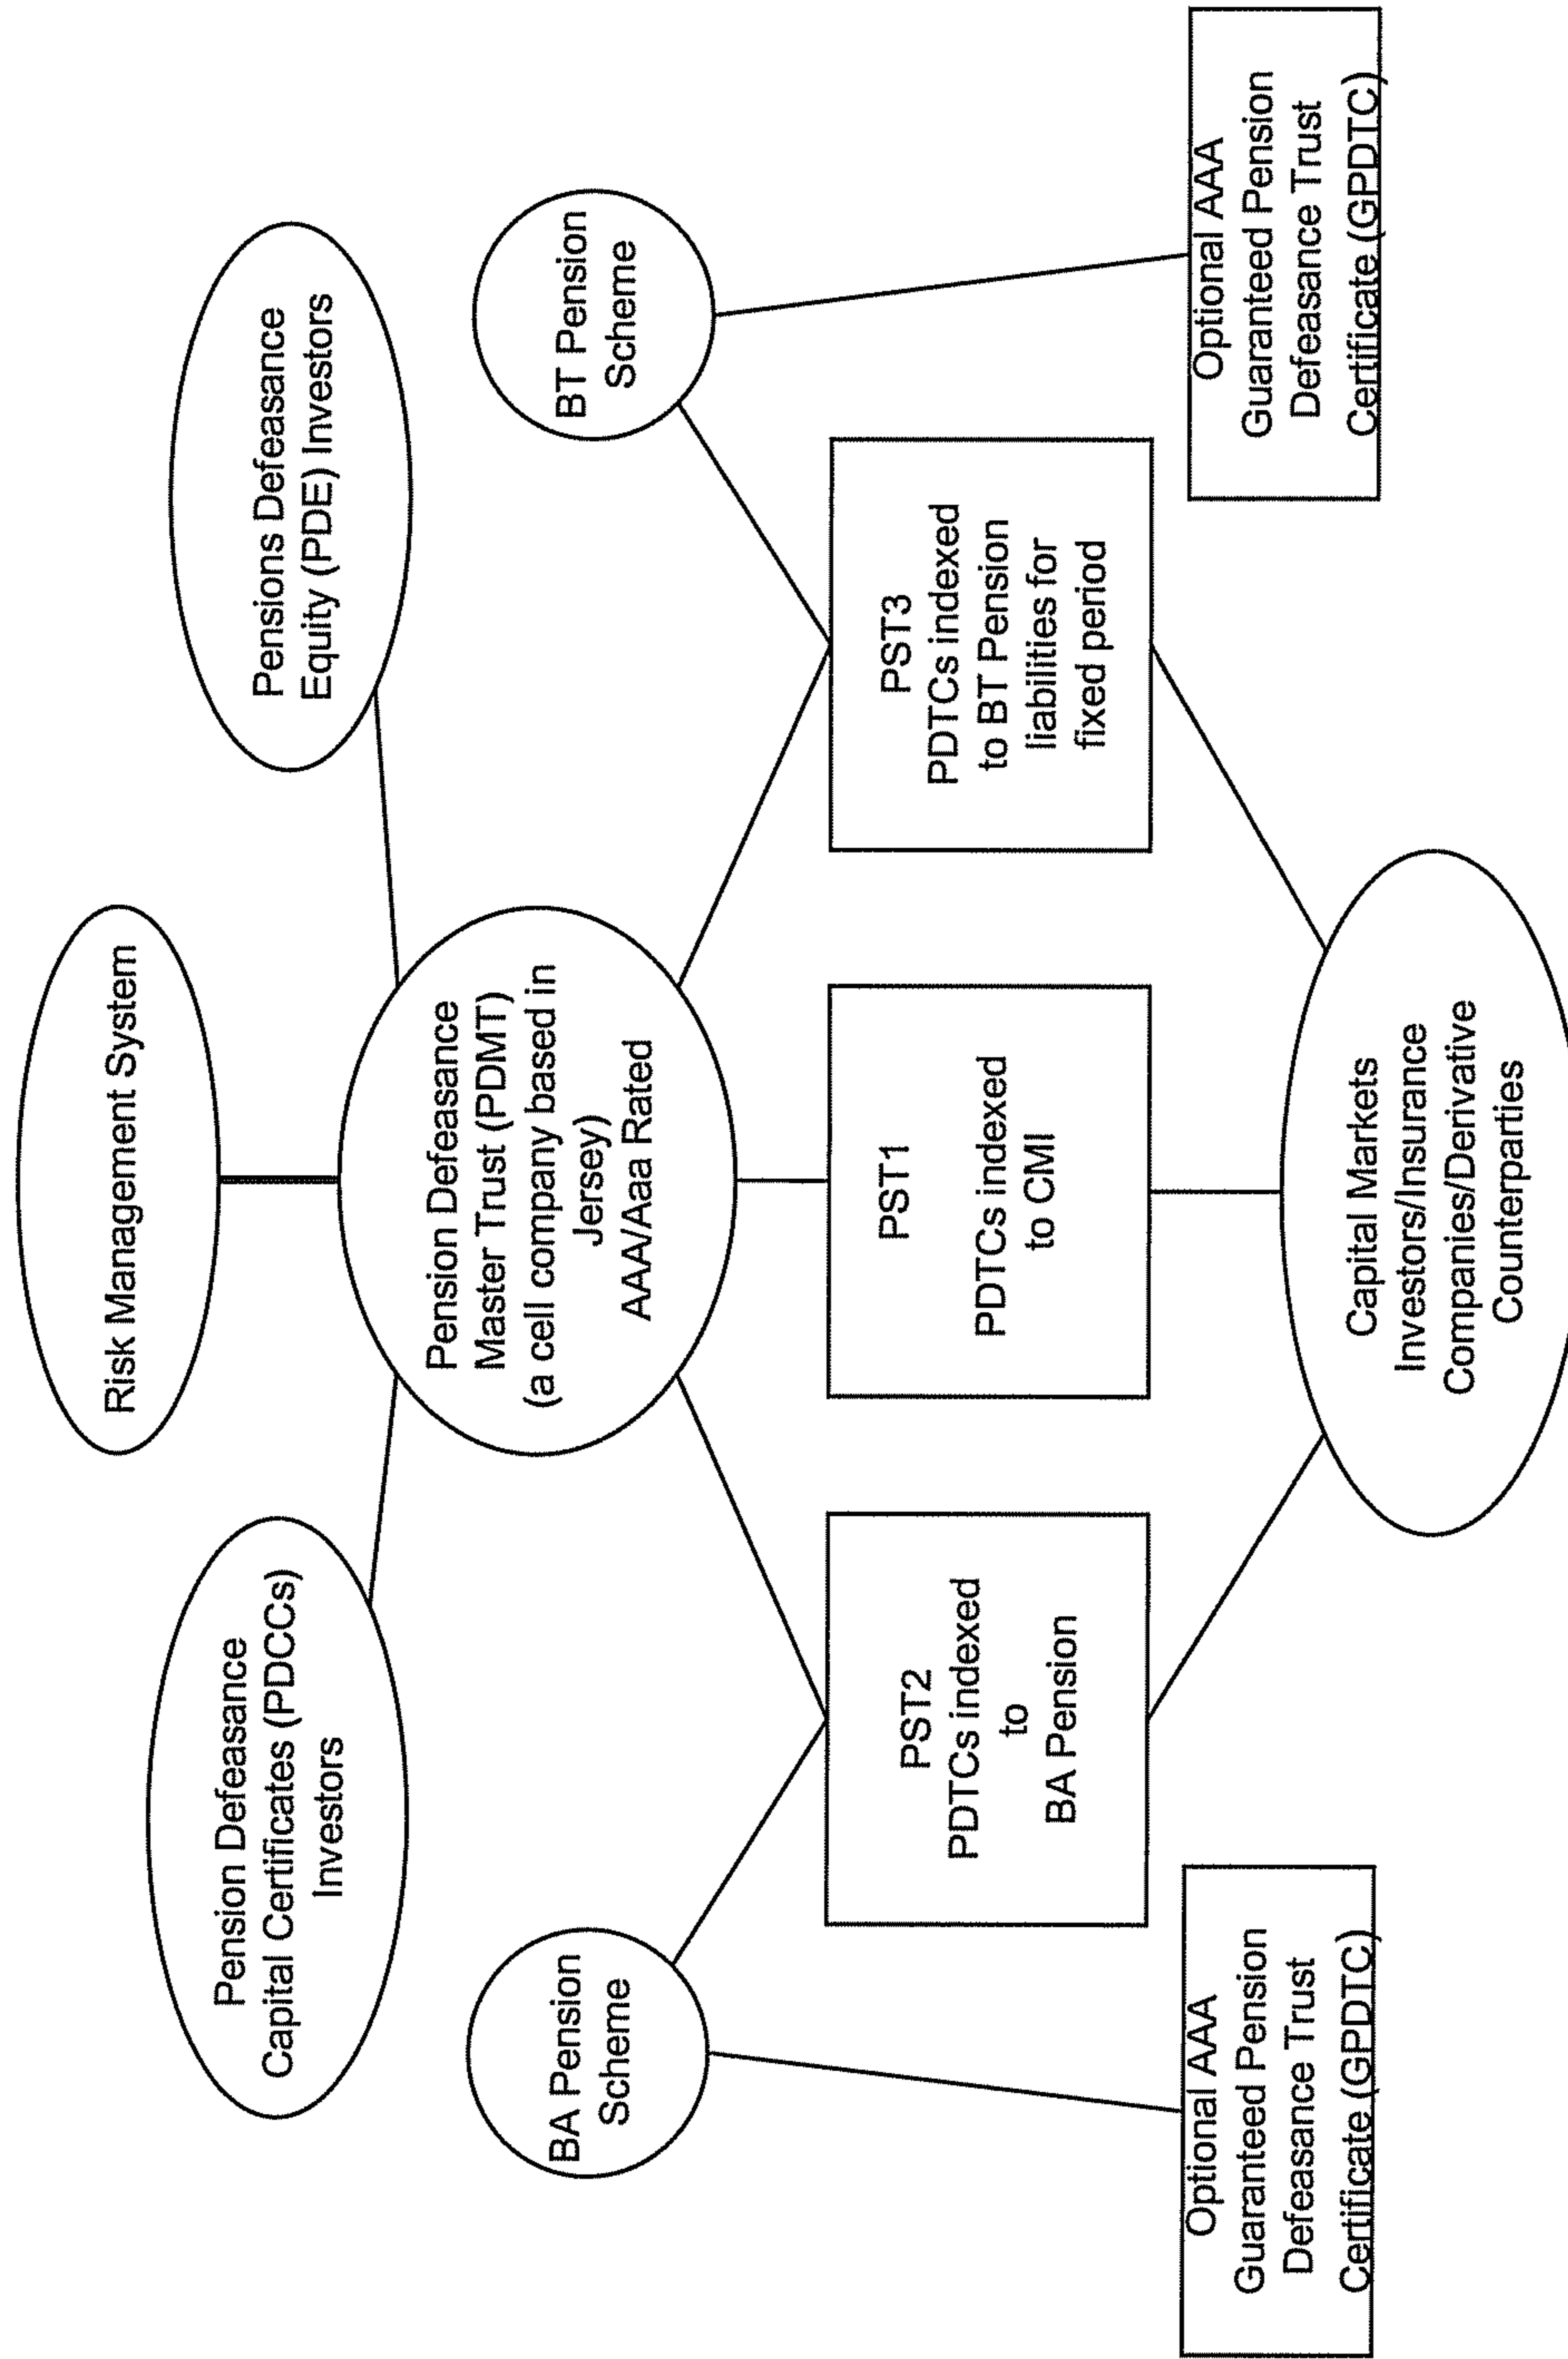 Risk Management System
Pension Defeasance
Capital Certificates (PDCCs)
Investors
Pensions Defeasance
Equity (PDE) Investors
Pension Defeasance
Master Trust (PDMT)
(a cell company based in
Jersey)
AAA/Aaa Rated
BA Pension
Scheme
BT Pension
Scheme
PST2
PDTCs indexed
to
BA Pension
PST1
PDTCs indexed
to CMI
PST3
PDTCs indexed
to BT Pension
liabilities for
fixed period
Optional AAA
Guaranteed Pension
Defeasance Trust
Certificate (GPDTC)
Capital Markets
Investors/Insurance
Companies/Derivative
Counterparties
Optional AAA
Guaranteed Pension
Defeasance Trust
Certificate (GPDTC)